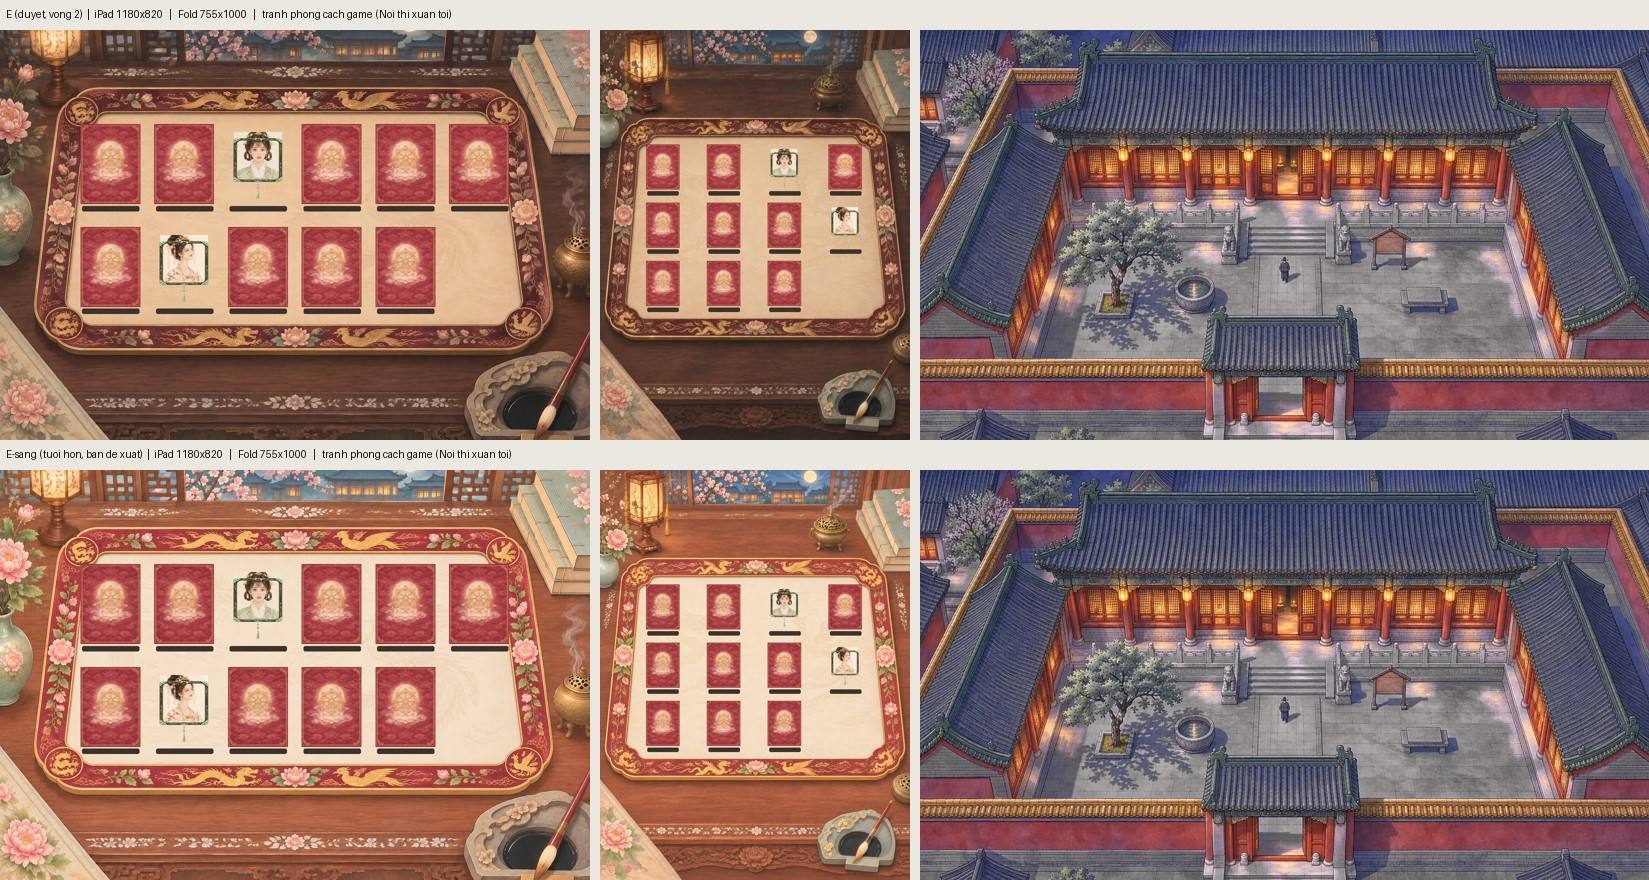 E (duyet, vong 2) | iPad 1180x820 | Fold 755x1000 | tranh phong cach game (Noi thi xuan toi)
E-sang (tuoi hon, ban de xuat) | iPad 1180x820 | Fold 755x1000 | tranh phong cach game (Noi thi xuan toi)